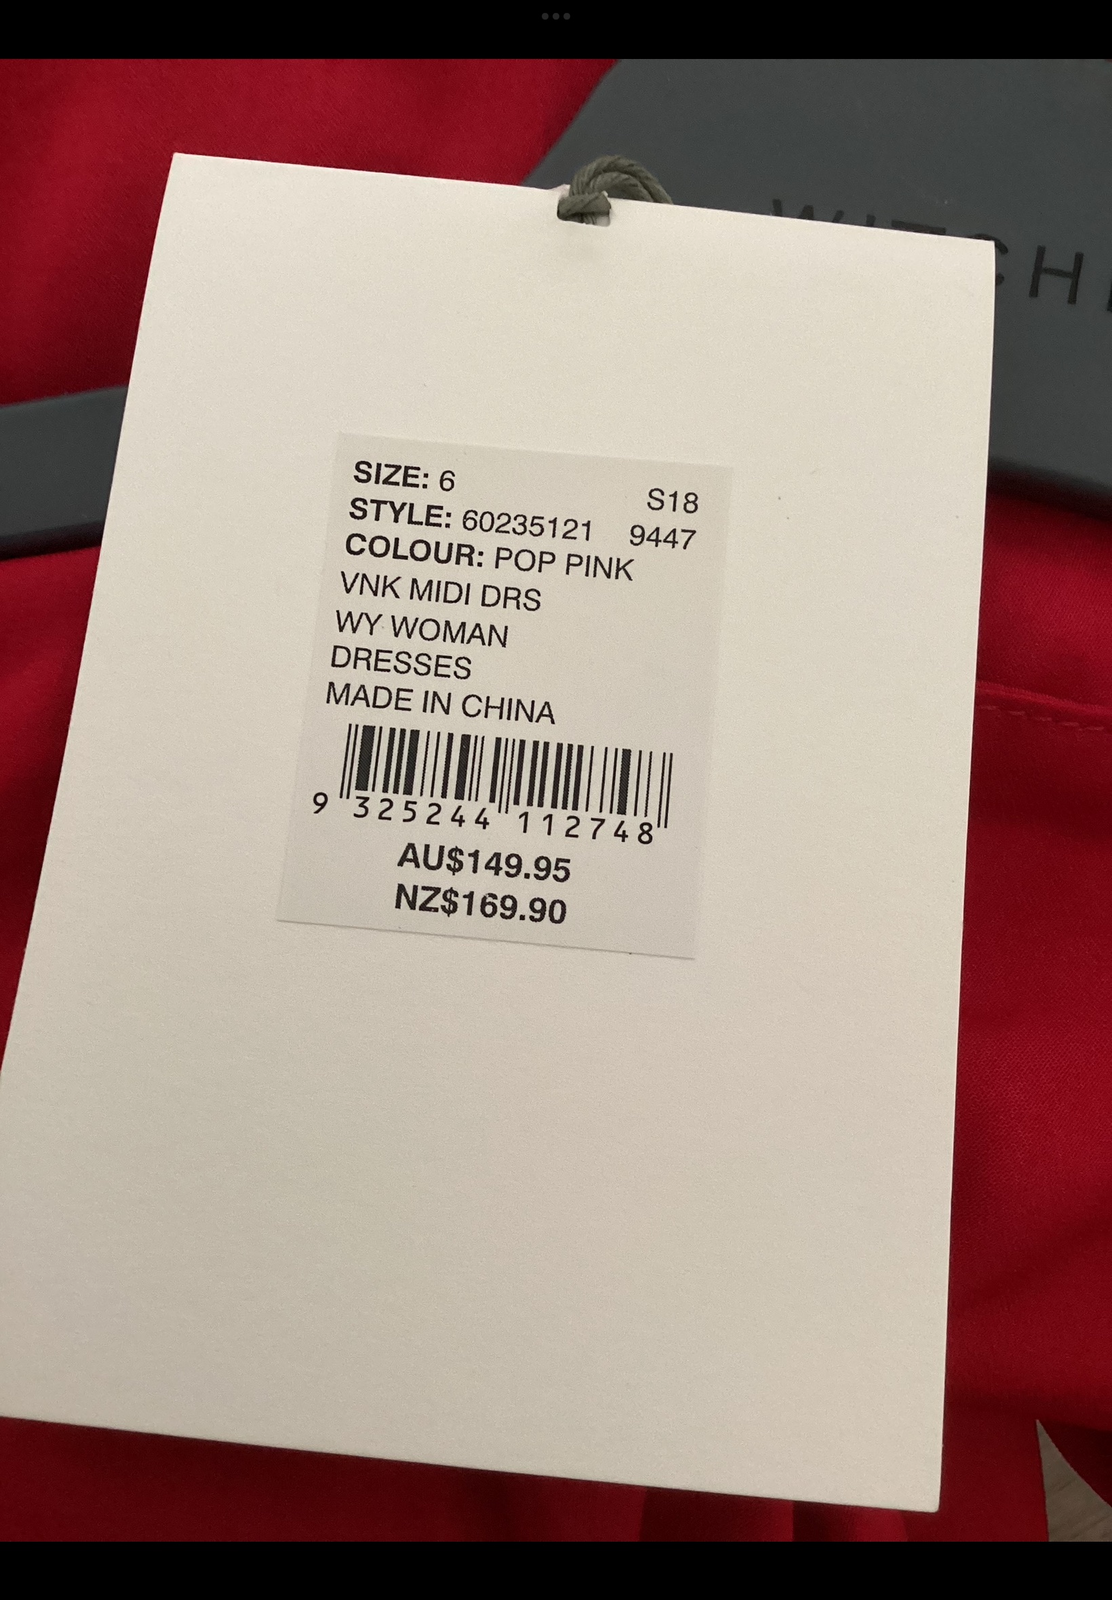 WITCH
SIZE: 6 S18
STYLE: 60235121 9447
COLOUR: POP PINK
VNK MIDI DRS
WY WOMAN
DRESSES
MADE IN CHINA
9 325244 112748
AU$149.95
NZ$169.90